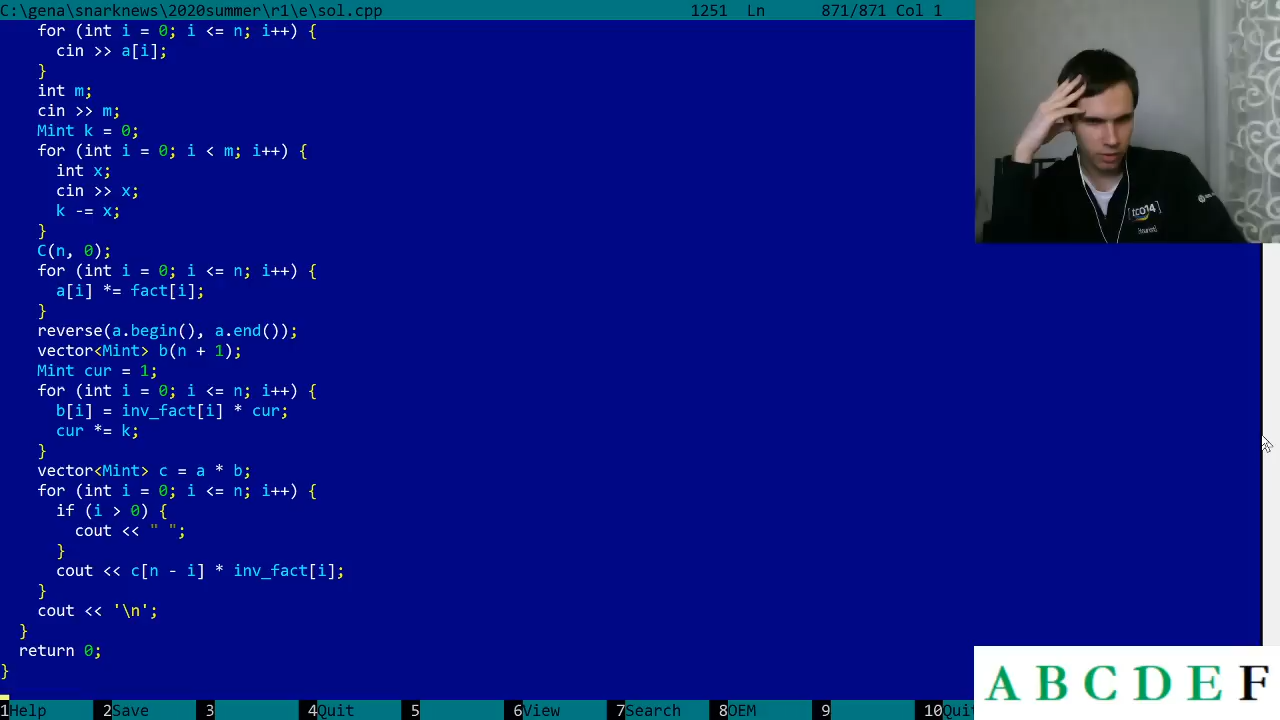 C:\gena\snarknews\2020summer\r1\e\sol.cpp 1251 Ln 871/871 Col 1
for (int i = 0; i <= n; i++) {
cin >> a[i];
}
int m;
cin >> m;
Mint k = 0;
for (int i = 0; i < m; i++) {
int x;
cin >> x;
k -= x;
}
C(n, 0);
for (int i = 0; i <= n; i++) {
a[i] *= fact[i];
}
reverse(a.begin(), a.end());
vector<Mint> b(n + 1);
Mint cur = 1;
for (int i = 0; i <= n; i++) {
b[i] = inv_fact[i] * cur;
cur *= k;
}
vector<Mint> c = a * b;
for (int i = 0; i <= n; i++) {
if (i > 0) {
cout << " ";
}
cout << c[n - i] * inv_fact[i];
}
cout << '\n';
}
return 0;
}
1Help 2Save 3 4Quit 5 6View 7Search 8OEM 9 10Qui
[tco14]
A B C D E F